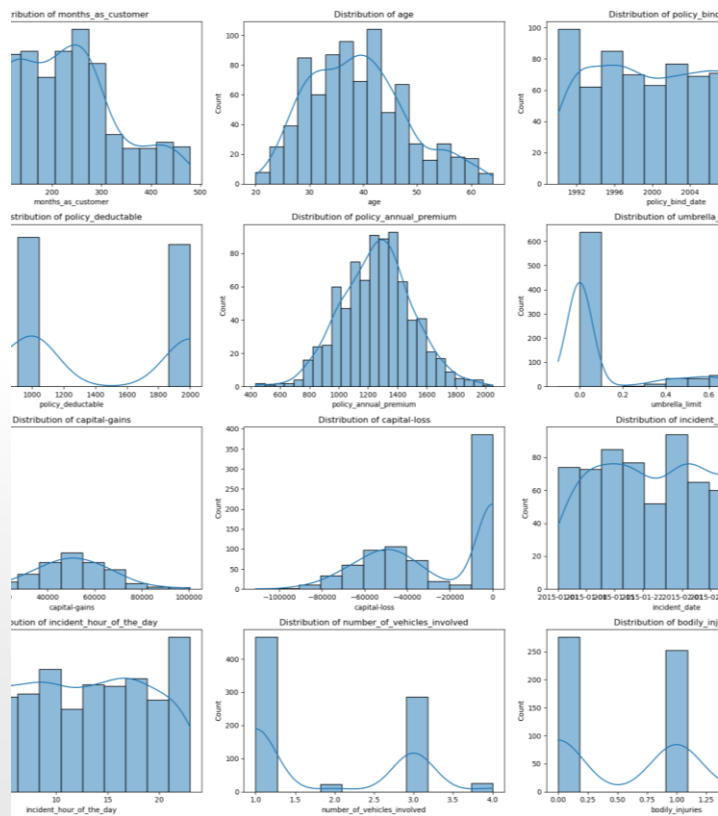 ribution of months_as_customer
200 300 400 500
months_as_customer
Distribution of age
Count
100
80
60
40
20
0
20 30 40 50 60
age
Distribution of policy_bind
Count
100
80
60
40
20
0
1992 1996 2000 2004
policy_bind_date
stribution of policy_deductable
1000 1200 1400 1600 1800 2000
policy_deductable
Distribution of policy_annual_premium
Count
80
60
40
20
0
400 600 800 1000 1200 1400 1600 1800 2000
policy_annual_premium
Distribution of umbrella_
Count
600
500
400
300
200
100
0
0.0 0.2 0.4 0.6
umbrella_limit
Distribution of capital-gains
40000 60000 80000 100000
capital-gains
Distribution of capital-loss
Count
400
350
300
250
200
150
100
50
0
−100000 −80000 −60000 −40000 −20000 0
capital-loss
Distribution of incident_
Count
80
60
40
20
0
incident_date
bution of incident_hour_of_the_day
10 15 20
incident_hour_of_the_day
Distribution of number_of_vehicles_involved
Count
400
300
200
100
0
1.0 1.5 2.0 2.5 3.0 3.5 4.0
number_of_vehicles_involved
Distribution of bodily_inj
Count
250
200
150
100
50
0
0.00 0.25 0.50 0.75 1.00 1.25
bodily_injuries